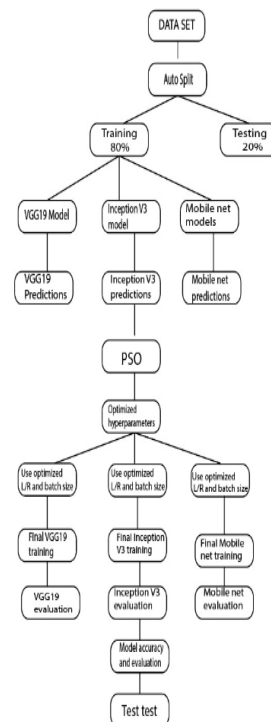 DATA SET
Auto Split
Training
80%
Testing
20%
VGG19 Model
Inception V3
model
Mobile net
models
VGG19
Predictions
Inception V3
predictions
Mobile net
predictions
PSO
Optimized
hyperparameters
Use optimized
L/R and batch size
Use optimized
L/R and batch size
Use optimized
L/R and batch size
Final VGG19
training
Final Inception
V3 training
Final Mobile
net training
VGG19
evaluation
Inception V3
evaluation
Mobile net
evaluation
Model accuracy
and evaluation
Test test